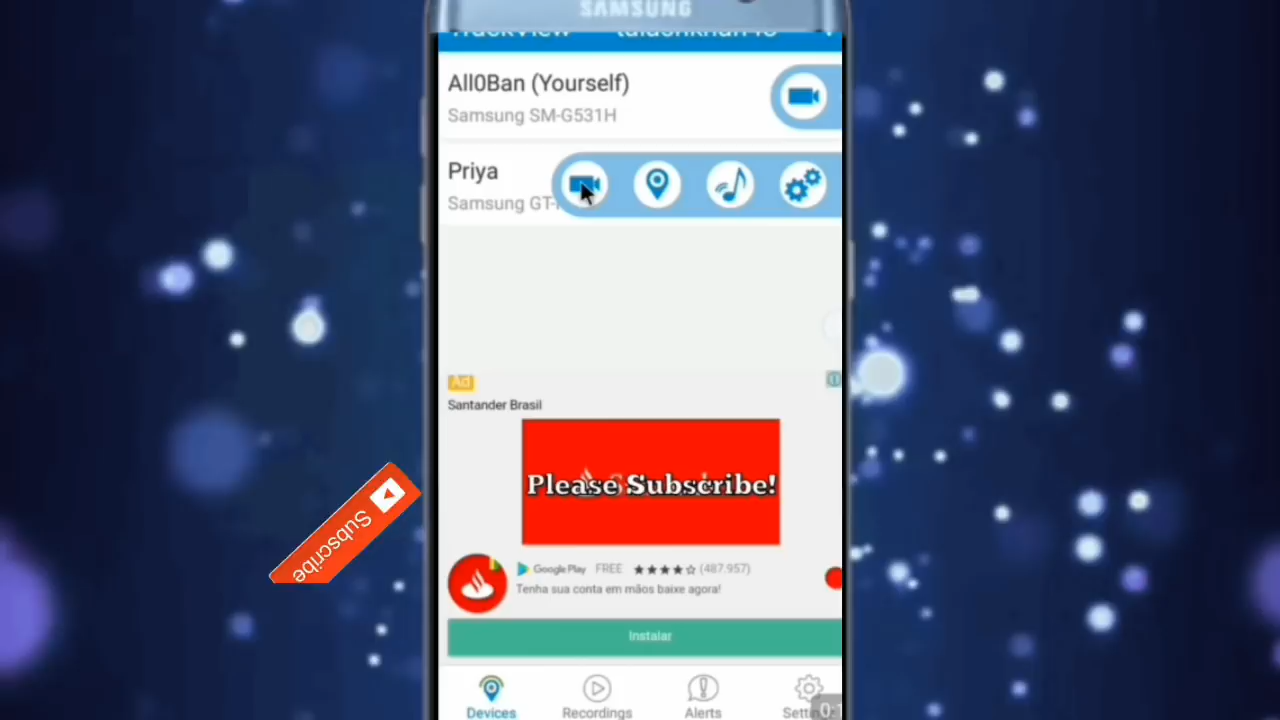 SAMSUNG
TrackView
All0Ban (Yourself)
Samsung SM-G531H
Priya
Samsung GT-
Ad
Santander Brasil
Please Subscribe!
Google Play FREE ★★★★☆ (487.957)
Tenha sua conta em mãos baixe agora!
Instalar
Subscribe
Devices
Recordings
Alerts